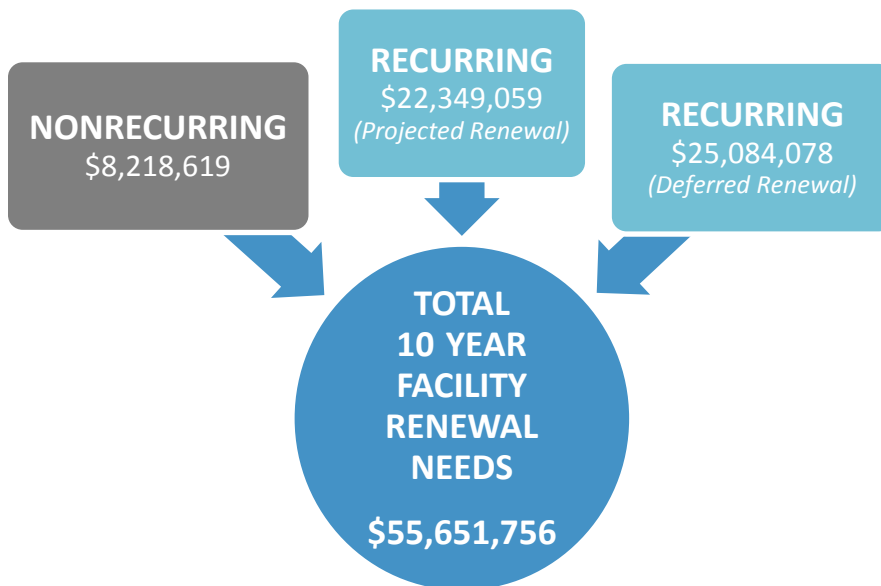 NONRECURRING
$8,218,619
RECURRING
$22,349,059
(Projected Renewal)
RECURRING
$25,084,078
(Deferred Renewal)
TOTAL
10 YEAR
FACILITY
RENEWAL
NEEDS
$55,651,756